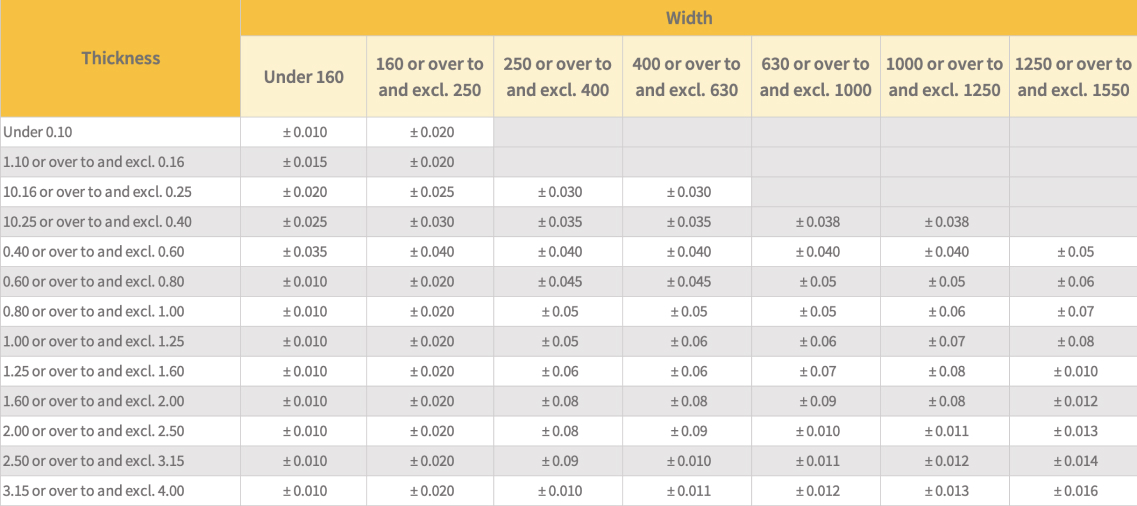 Thickness Width
Under 160 160 or over to and excl. 250 250 or over to and excl. 400 400 or over to and excl. 630 630 or over to and excl. 1000 1000 or over to and excl. 1250 1250 or over to and excl. 1550
Under 0.10 ± 0.010 ± 0.020
1.10 or over to and excl. 0.16 ± 0.015 ± 0.020
10.16 or over to and excl. 0.25 ± 0.020 ± 0.025 ± 0.030 ± 0.030
10.25 or over to and excl. 0.40 ± 0.025 ± 0.030 ± 0.035 ± 0.035 ± 0.038 ± 0.038
0.40 or over to and excl. 0.60 ± 0.035 ± 0.040 ± 0.040 ± 0.040 ± 0.040 ± 0.040 ± 0.05
0.60 or over to and excl. 0.80 ± 0.010 ± 0.020 ± 0.045 ± 0.045 ± 0.05 ± 0.05 ± 0.06
0.80 or over to and excl. 1.00 ± 0.010 ± 0.020 ± 0.05 ± 0.05 ± 0.05 ± 0.06 ± 0.07
1.00 or over to and excl. 1.25 ± 0.010 ± 0.020 ± 0.05 ± 0.06 ± 0.06 ± 0.07 ± 0.08
1.25 or over to and excl. 1.60 ± 0.010 ± 0.020 ± 0.06 ± 0.06 ± 0.07 ± 0.08 ± 0.010
1.60 or over to and excl. 2.00 ± 0.010 ± 0.020 ± 0.08 ± 0.08 ± 0.09 ± 0.08 ± 0.012
2.00 or over to and excl. 2.50 ± 0.010 ± 0.020 ± 0.08 ± 0.09 ± 0.010 ± 0.011 ± 0.013
2.50 or over to and excl. 3.15 ± 0.010 ± 0.020 ± 0.09 ± 0.010 ± 0.011 ± 0.012 ± 0.014
3.15 or over to and excl. 4.00 ± 0.010 ± 0.020 ± 0.010 ± 0.011 ± 0.012 ± 0.013 ± 0.016